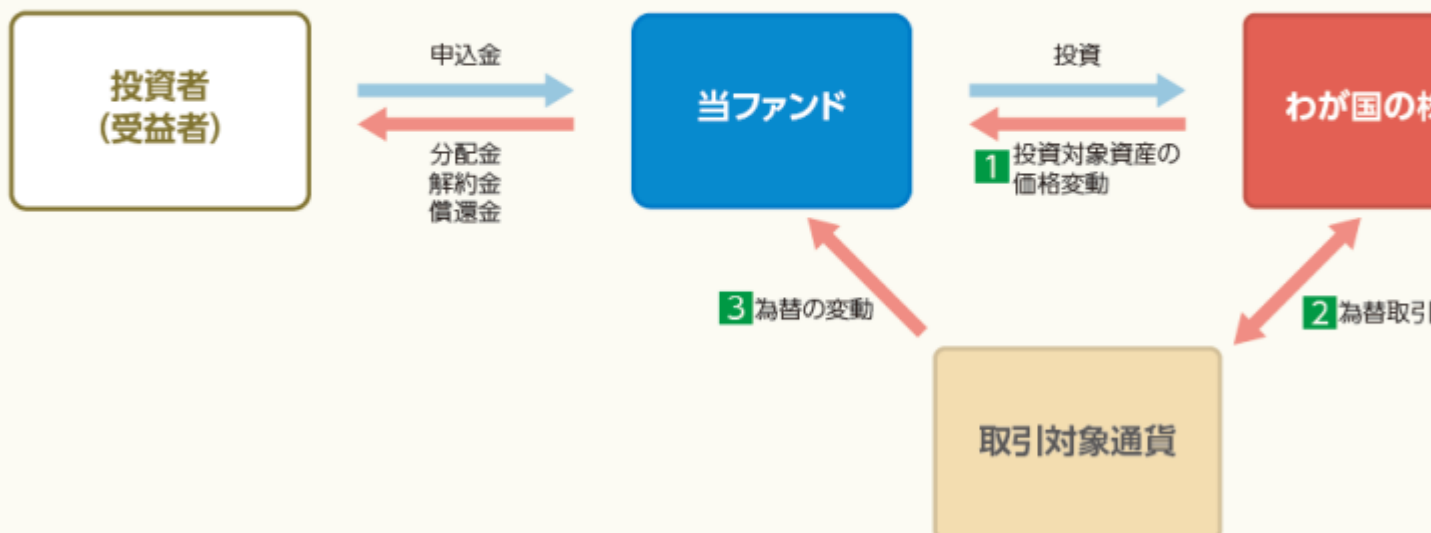 投資者
（受益者）
申込金
分配金
解約金
償還金
当ファンド
投資
1 投資対象資産の
価格変動
わが国の
3 為替の変動
2 為替取引
取引対象通貨